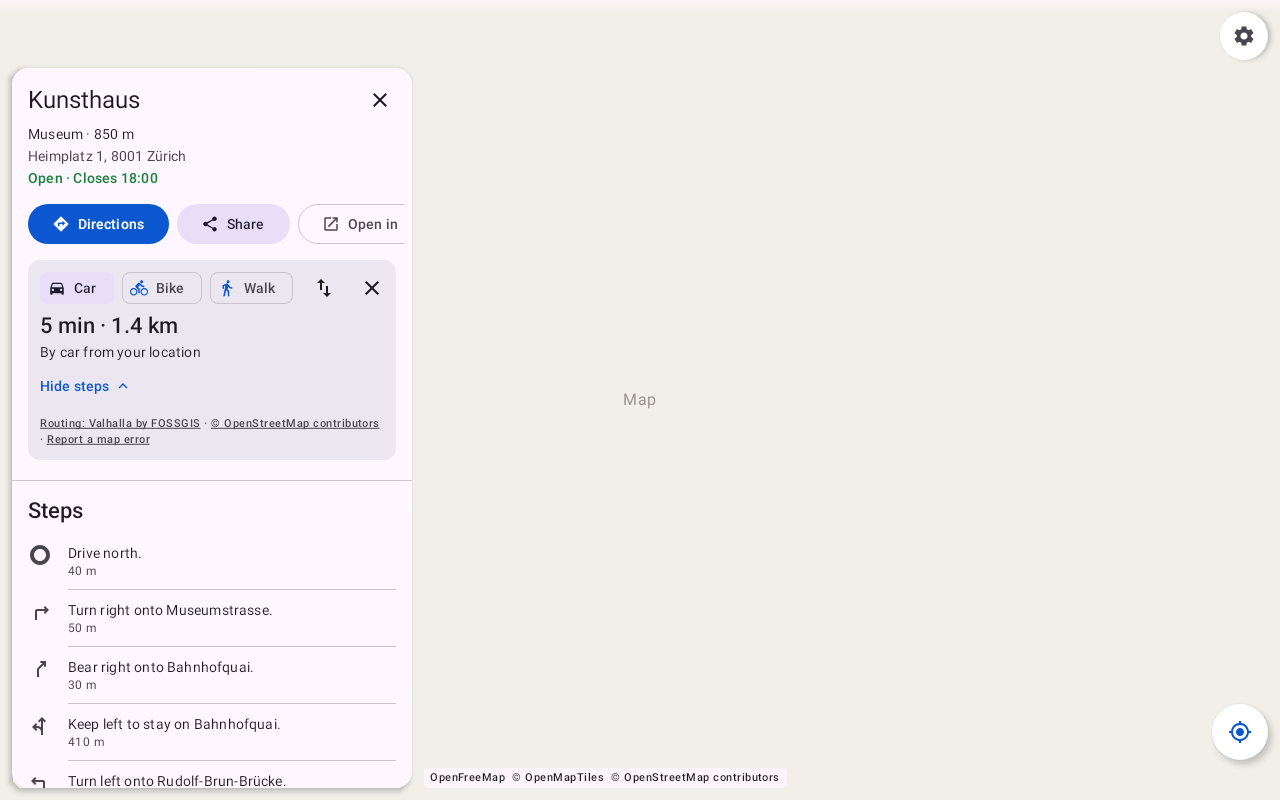 Kunsthaus
Museum · 850 m
Heimplatz 1, 8001 Zürich
Open · Closes 18:00
Directions
Share
Open in
Car
Bike
Walk
5 min · 1.4 km
By car from your location
Hide steps
Routing: Valhalla by FOSSGIS · © OpenStreetMap contributors
· Report a map error
Steps
Drive north.
40 m
Turn right onto Museumstrasse.
50 m
Bear right onto Bahnhofquai.
30 m
Keep left to stay on Bahnhofquai.
410 m
Turn left onto Rudolf-Brun-Brücke.
Map
OpenFreeMap © OpenMapTiles © OpenStreetMap contributors